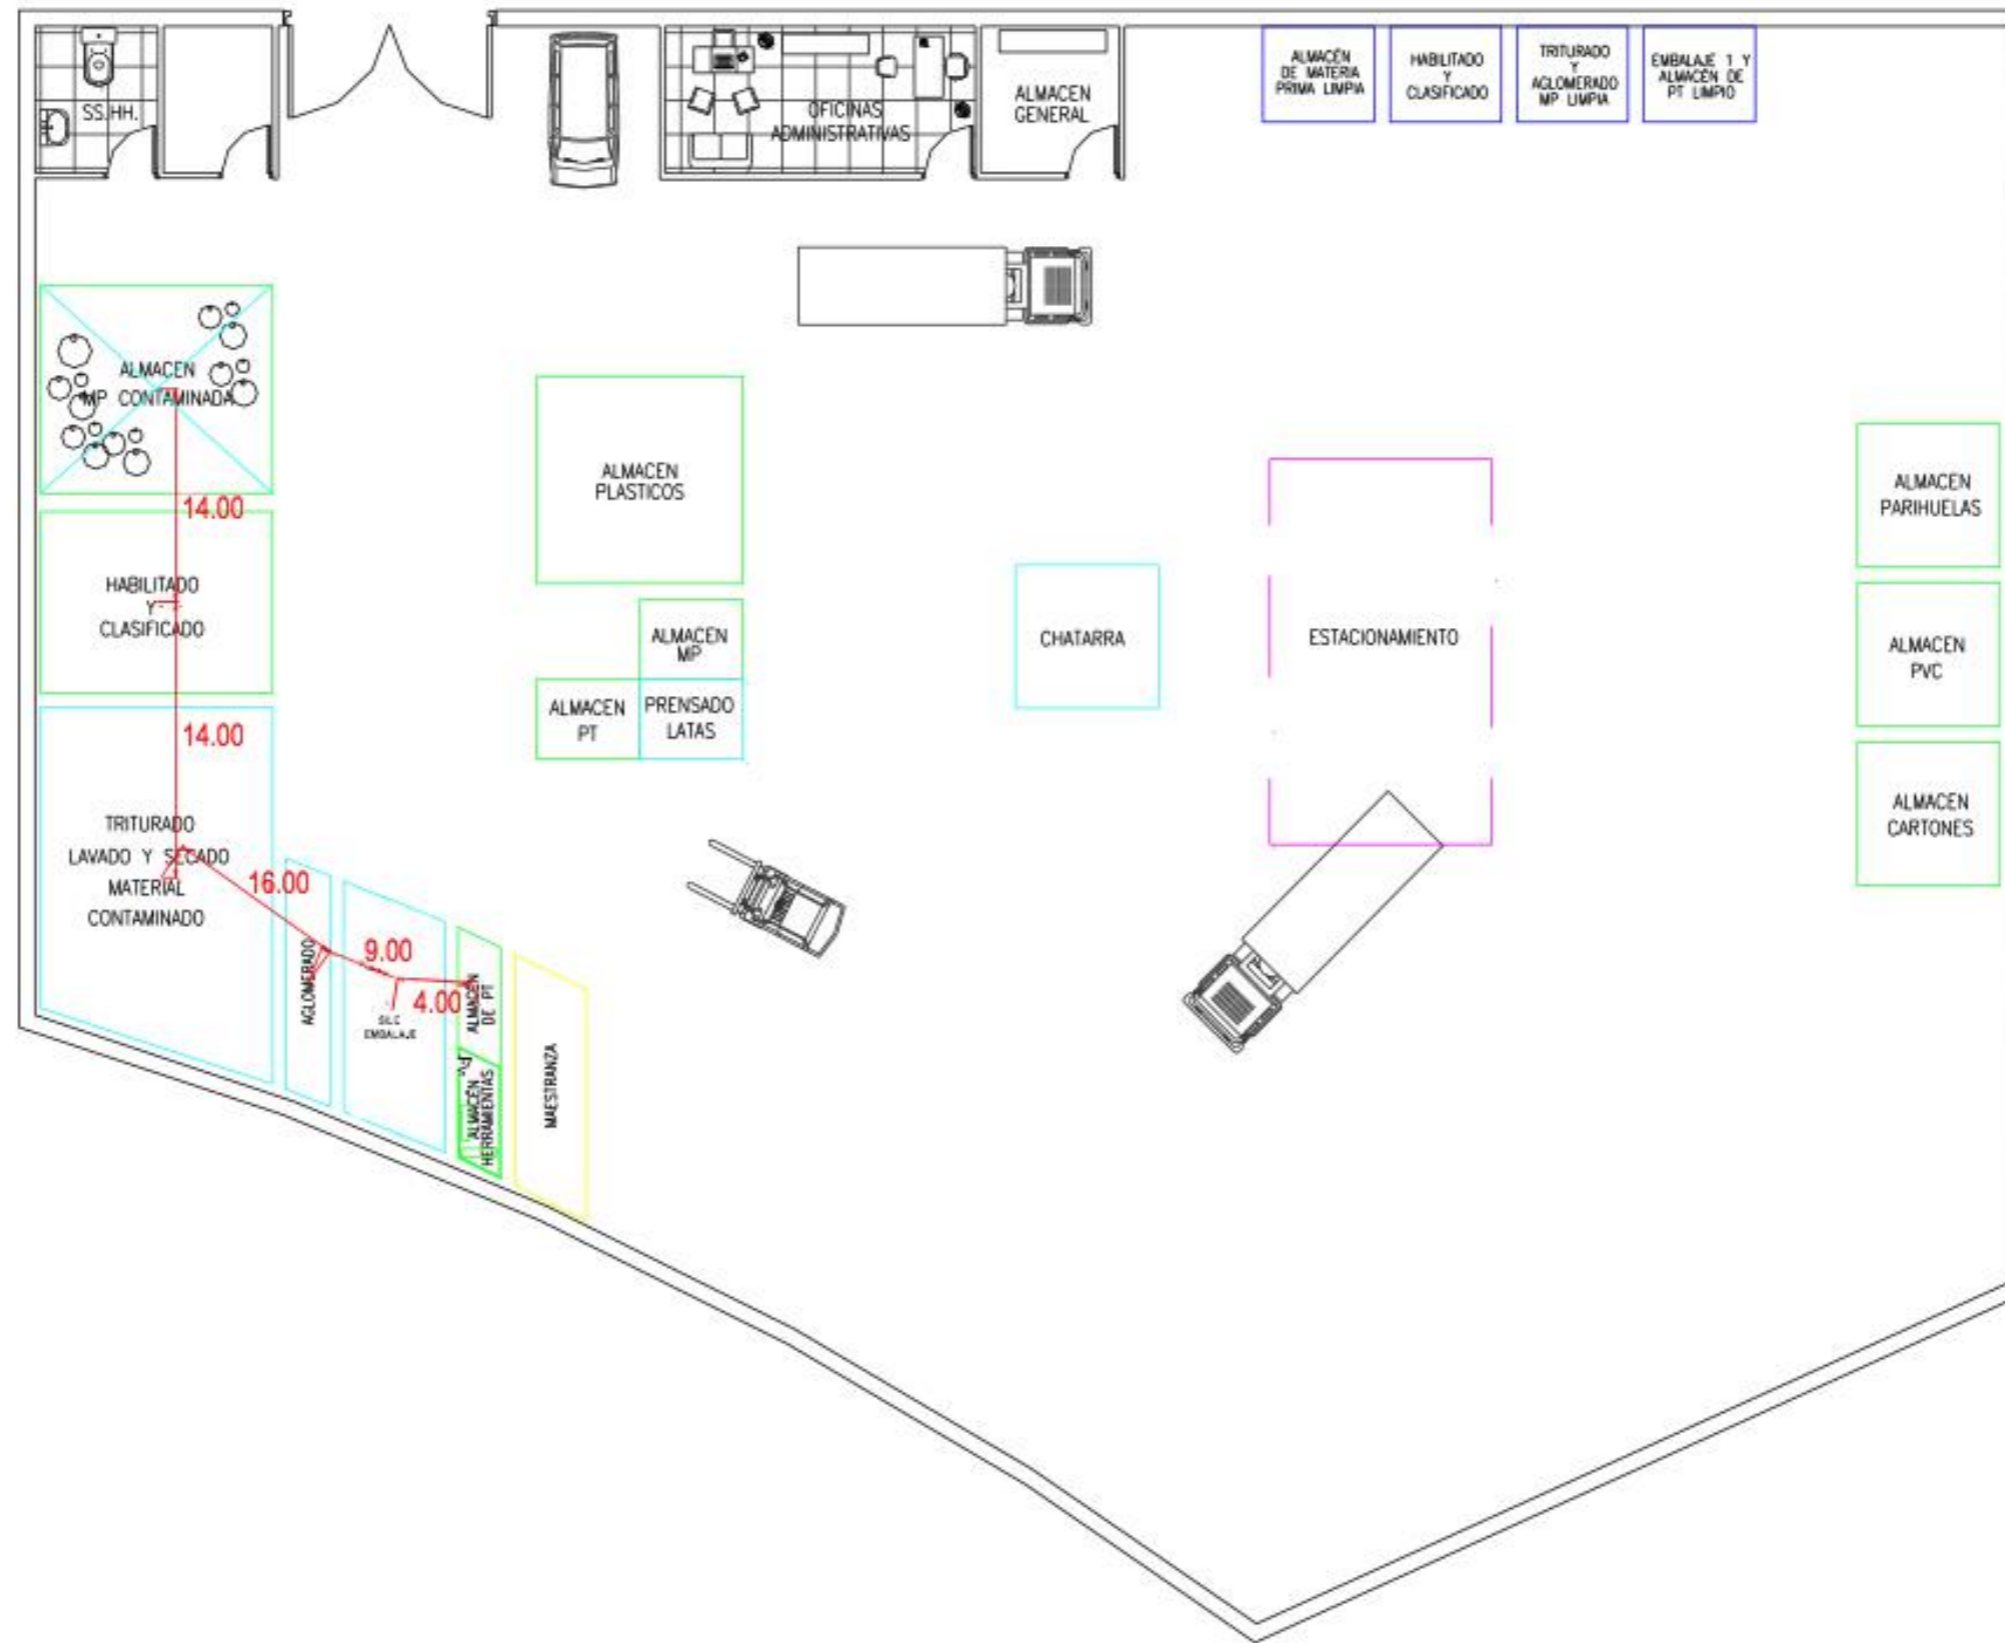 SS.HH.
OFICINAS
ADMINISTRATIVAS
ALMACEN
GENERAL
ALMACÉN
DE MATERIA
PRIMA LIMPIA
HABILITADO
Y
CLASIFICADO
TRITURADO
Y
AGLOMERADO
MP LIMPIA
EMBALAJE 1 Y
ALMACÉN DE
PT LIMPIO
ALMACEN
MP CONTAMINADA
14.00
HABILITADO
Y
CLASIFICADO
14.00
TRITURADO
LAVADO Y SECADO
MATERIAL
CONTAMINADO
16.00
AGLOMERADO
9.00
EMBALAJE
4.00
ALMACEN
DE PT
ALMACÉN
HERRAMIENTAS
MAESTRANZA
ALMACEN
PLASTICOS
ALMACEN
MP
ALMACEN
PT
PRENSADO
LATAS
CHATARRA
ESTACIONAMIENTO
ALMACEN
PARIHUELAS
ALMACEN
PVC
ALMACEN
CARTONES